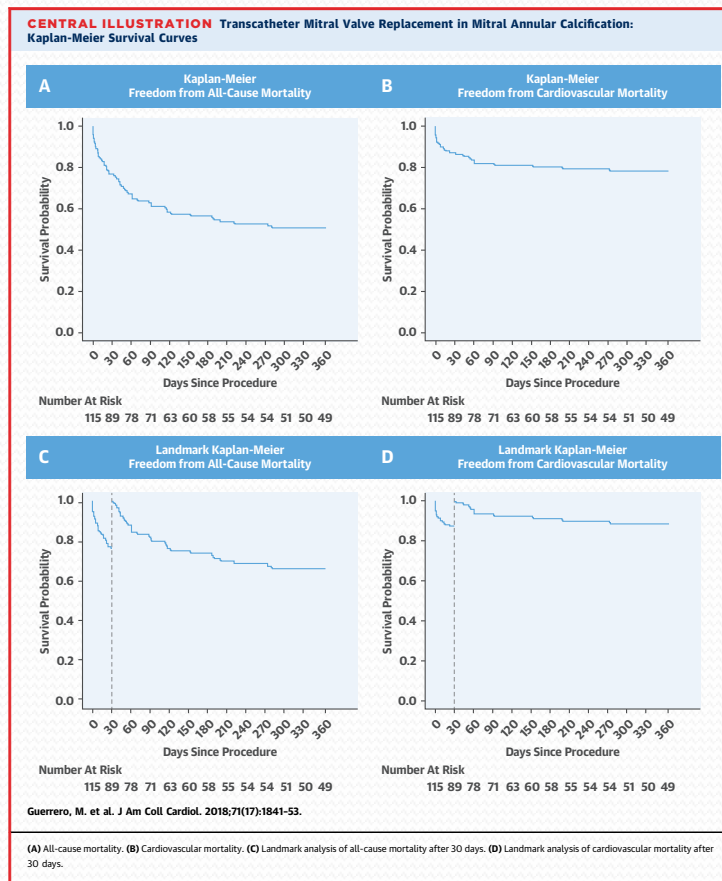 CENTRAL ILLUSTRATION Transcatheter Mitral Valve Replacement in Mitral Annular Calcification:
Kaplan-Meier Survival Curves
A
Kaplan-Meier
Freedom from All-Cause Mortality
1.0
0.8
0.6
0.4
0.2
0.0
Survival Probability
0 30 60 90 120 150 180 210 240 270 300 330 360
Days Since Procedure
Number At Risk
115 89 78 71 63 60 58 55 54 54 51 50 49
B
Kaplan-Meier
Freedom from Cardiovascular Mortality
1.0
0.8
0.6
0.4
0.2
0.0
Survival Probability
0 30 60 90 120 150 180 210 240 270 300 330 360
Days Since Procedure
Number At Risk
115 89 78 71 63 60 58 55 54 54 51 50 49
C
Landmark Kaplan-Meier
Freedom from All-Cause Mortality
1.0
0.8
0.6
0.4
0.2
0.0
Survival Probability
0 30 60 90 120 150 180 210 240 270 300 330 360
Days Since Procedure
Number At Risk
115 89 78 71 63 60 58 55 54 54 51 50 49
D
Landmark Kaplan-Meier
Freedom from Cardiovascular Mortality
1.0
0.8
0.6
0.4
0.2
0.0
Survival Probability
0 30 60 90 120 150 180 210 240 270 300 330 360
Days Since Procedure
Number At Risk
115 89 78 71 63 60 58 55 54 54 51 50 49
Guerrero, M. et al. J Am Coll Cardiol. 2018;71(17):1841–53.
(A) All-cause mortality. (B) Cardiovascular mortality. (C) Landmark analysis of all-cause mortality after 30 days. (D) Landmark analysis of cardiovascular mortality after
30 days.